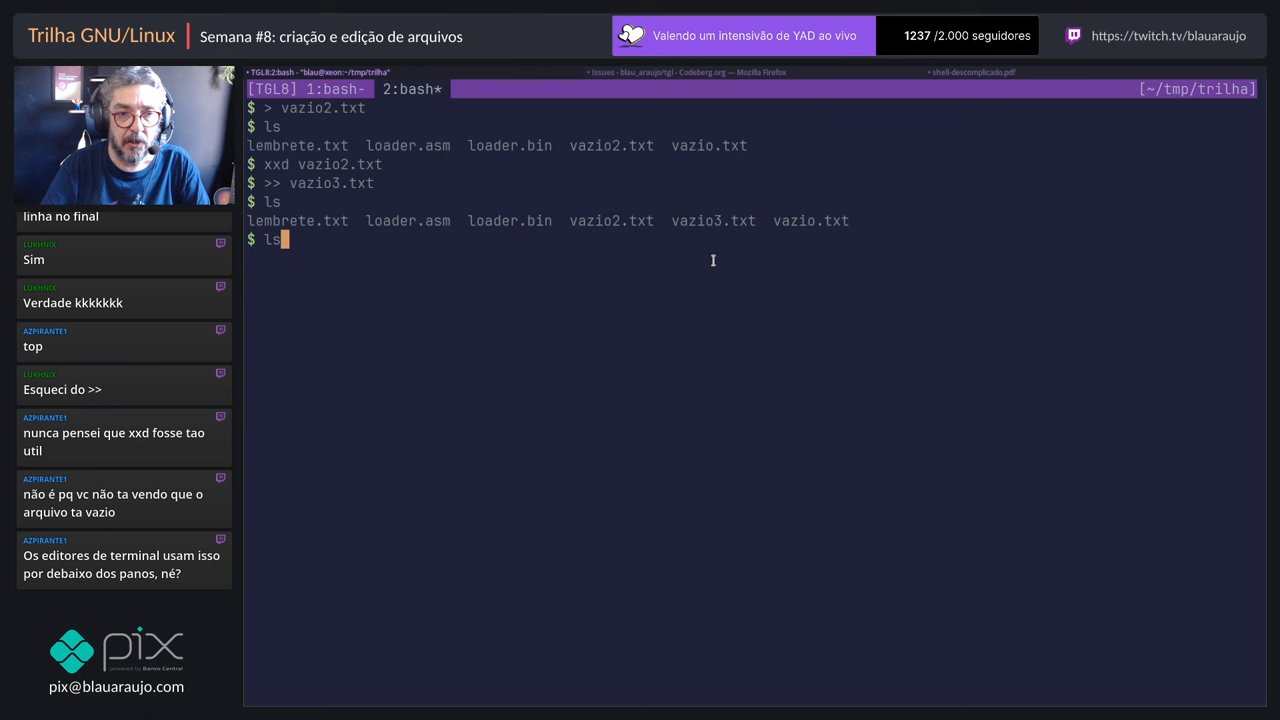 Trilha GNU/Linux
Semana #8: criação e edição de arquivos
Valendo um intensivão de YAD ao vivo
1237 /2.000 seguidores
https://twitch.tv/blauaraujo
• TGL8:2:bash - "blau@xeon:~/tmp/trilha"
• Issues - blau_araujo/tgl - Codeberg.org — Mozilla Firefox
• shell-descomplicado.pdf
[TGL8] 1:bash- 2:bash*
[~/tmp/trilha]
$ > vazio2.txt
$ ls
lembrete.txt loader.asm loader.bin vazio2.txt vazio.txt
$ xxd vazio2.txt
$ >> vazio3.txt
$ ls
lembrete.txt loader.asm loader.bin vazio2.txt vazio3.txt vazio.txt
$ ls
linha no final
LUKHNIX
Sim
LUKHNIX
Verdade kkkkkkk
AZPIRANTE1
top
LUKHNIX
Esqueci do >>
AZPIRANTE1
nunca pensei que xxd fosse tao
util
AZPIRANTE1
não é pq vc não ta vendo que o
arquivo ta vazio
AZPIRANTE1
Os editores de terminal usam isso
por debaixo dos panos, né?
pix
powered by Banco Central
pix@blauaraujo.com